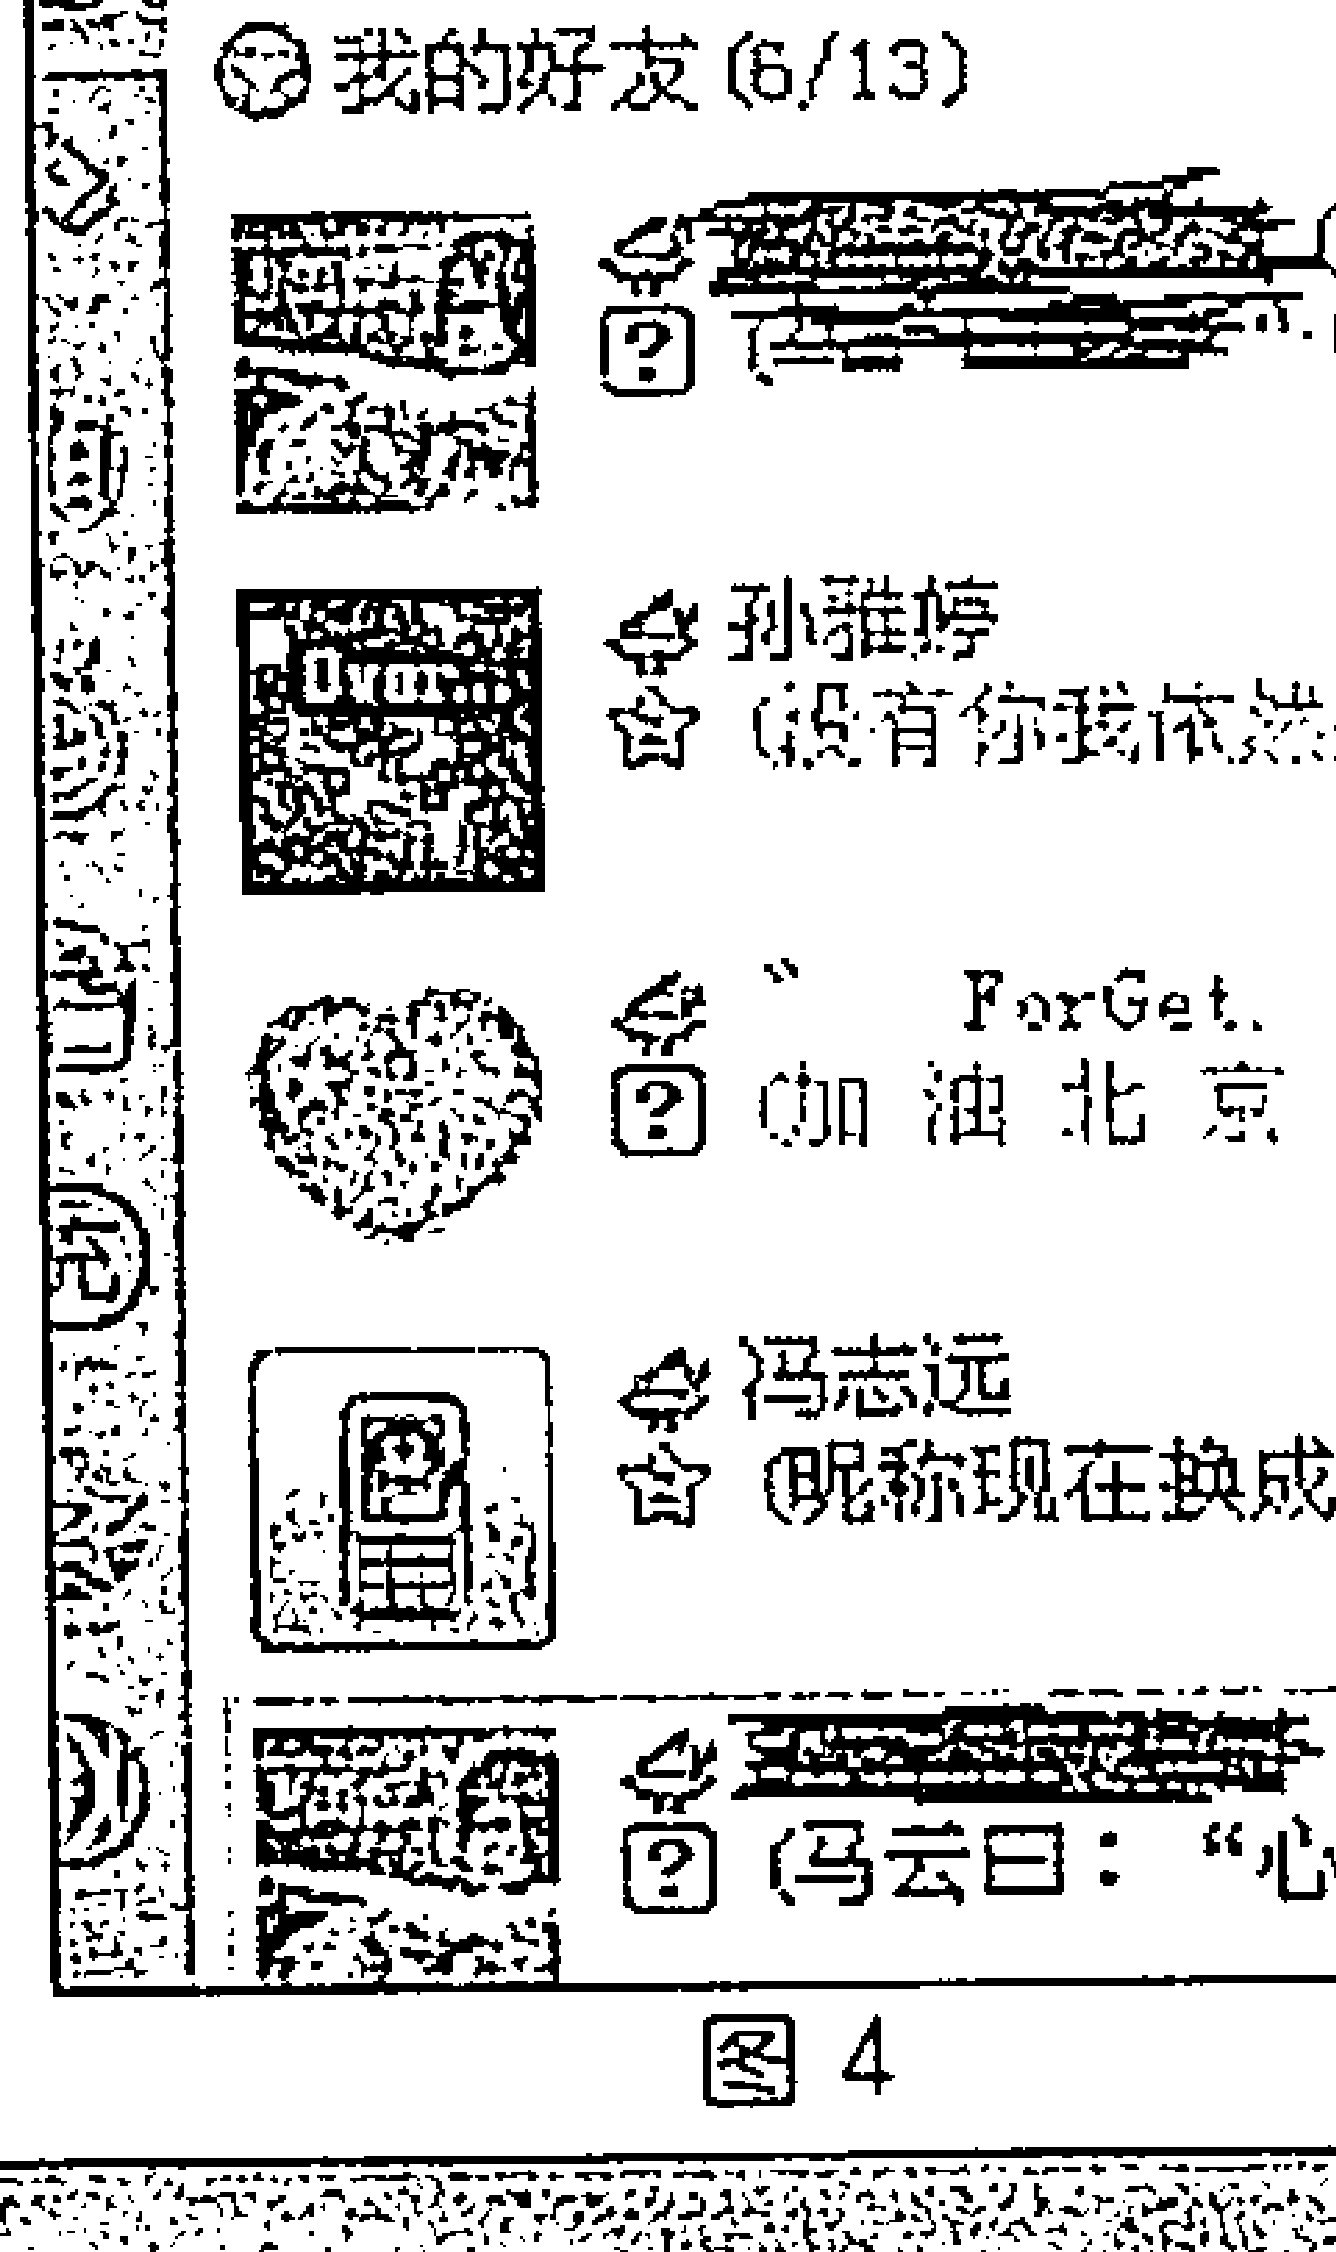 我的好友(6/13)
?
孙雅婷
(没有你我依然
``　ForGet.
?
(加 油 北 京
冯志远
(昵称现在换成
?
(马云曰：“心
图 4